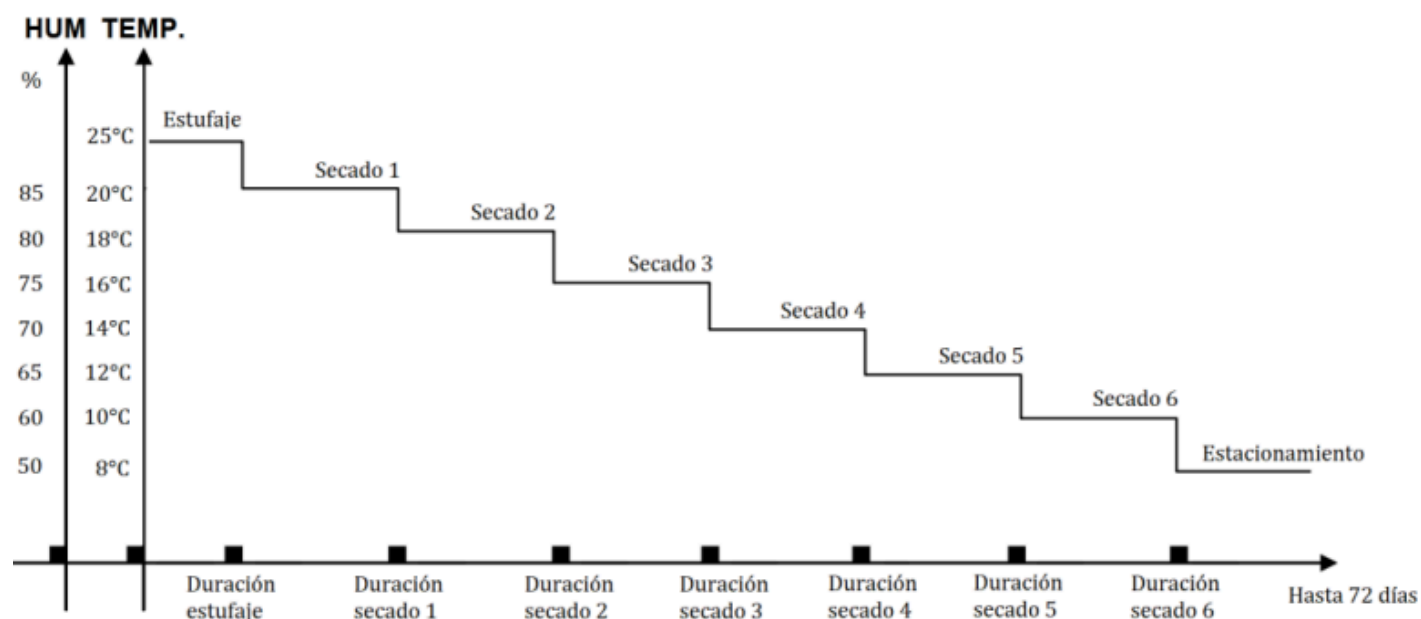 HUM TEMP.
%
Estufaje
25°C
Secado 1
85 20°C
Secado 2
80 18°C
Secado 3
75 16°C
Secado 4
70 14°C
Secado 5
65 12°C
Secado 6
60 10°C
Estacionamiento
50 8°C
Duración estufaje
Duración secado 1
Duración secado 2
Duración secado 3
Duración secado 4
Duración secado 5
Duración secado 6
Hasta 72 días